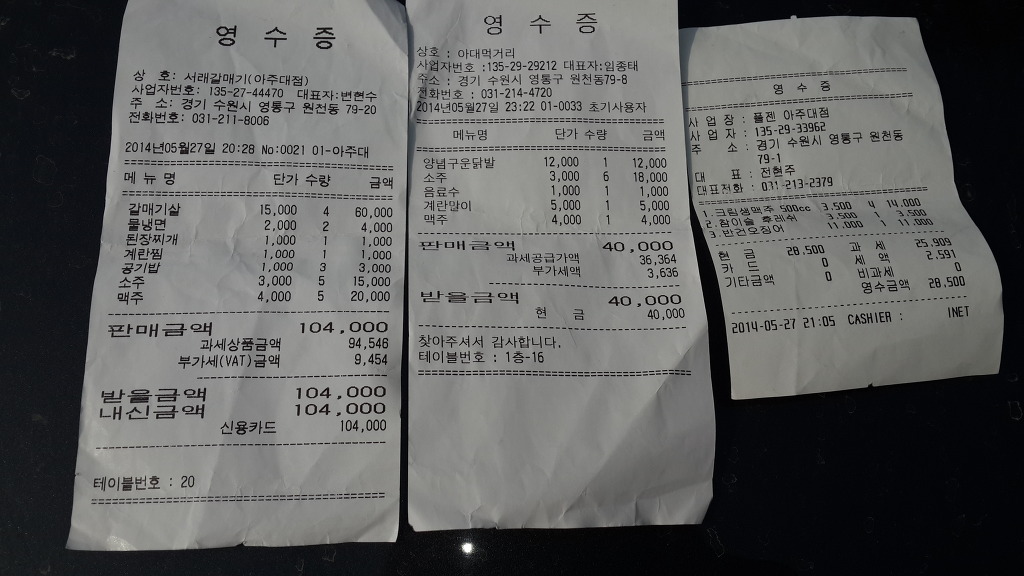 영 수 증
상 호: 서래갈매기(아주대점)
사업자번호: 135-27-44470 대표자:변현수
주 소: 경기 수원시 영통구 원천동 79-20
전화번호: 031-211-8006
2014년05월27일 20:28 No:0021 01-아주대
메 뉴 명 단가 수량 금액
갈매기살 15,000 4 60,000
물냉면 2,000 2 4,000
된장찌개 1,000 1 1,000
계란찜 1,000 1 1,000
공기밥 1,000 3 3,000
소주 3,000 5 15,000
맥주 4,000 5 20,000
판매금액 104,000
과세상품금액 94,546
부가세(VAT)금액 9,454
받을금액 104,000
내신금액 104,000
신용카드 104,000
테이블번호 : 20
영 수 증
상호 : 아대먹거리
사업자번호 :135-29-29212 대표자:임종태
주소 : 경기 수원시 영통구 원천동79-8
전화번호 : 031-214-4720
2014년05월27일 23:22 01-0033 초기사용자
메뉴명 단가 수량 금액
양념구운닭발 12,000 1 12,000
소주 3,000 6 18,000
음료수 1,000 1 1,000
계란말이 5,000 1 5,000
맥주 4,000 1 4,000
판매금액 40,000
과세공급가액 36,364
부가세액 3,636
받을금액 40,000
현 금 40,000
찾아주셔서 감사합니다.
테이블번호 : 1층-16
영 수 증
사 업 장 : 플젠 아주대점
사 업 자 : 135-29-33962
주 소 : 경기 수원시 영통구 원천동
79-1
대 표 : 전현주
대표전화 : 031-213-2379
1.크림생맥주 500cc 3.500 4 14.000
2.참이슬 후레쉬 3.500 1 3.500
3.반건오징어 11.000 1 11.000
현 금 28.500 과 세 25.909
카 드 0 세 액 2.591
기타금액 0 비과세 0
영수금액 28.500
2014-05-27 21:05 CASHIER : INET